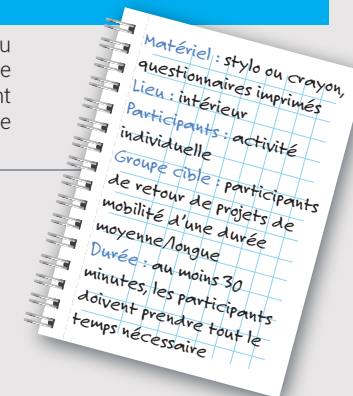 u
e
nt
e
Matériel : stylo ou crayon,
questionnaires imprimés
Lieu : intérieur
Participants : activité
individuelle
Groupe cible : participants
de retour de projets de
mobilité d'une durée
moyenne/longue
Durée : au moins 30
minutes, les participants
doivent prendre tout le
temps nécessaire